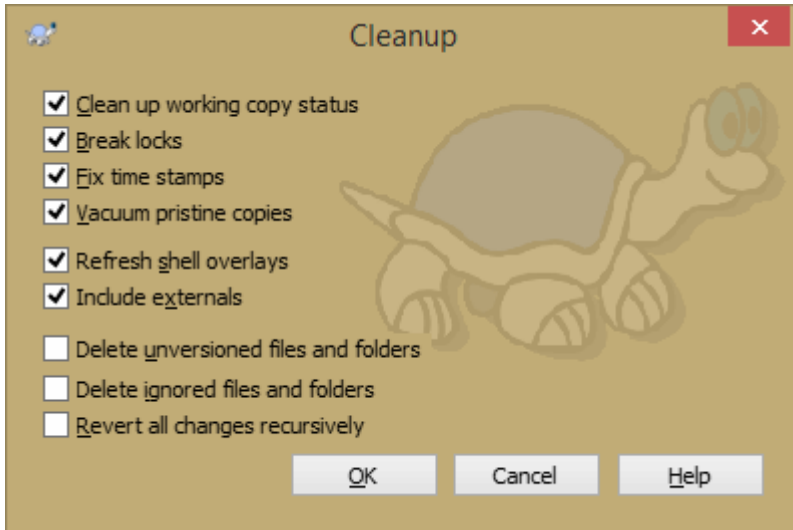 Cleanup
Clean up working copy status
Break locks
Fix time stamps
Vacuum pristine copies
Refresh shell overlays
Include externals
Delete unversioned files and folders
Delete ignored files and folders
Revert all changes recursively
OK Cancel Help